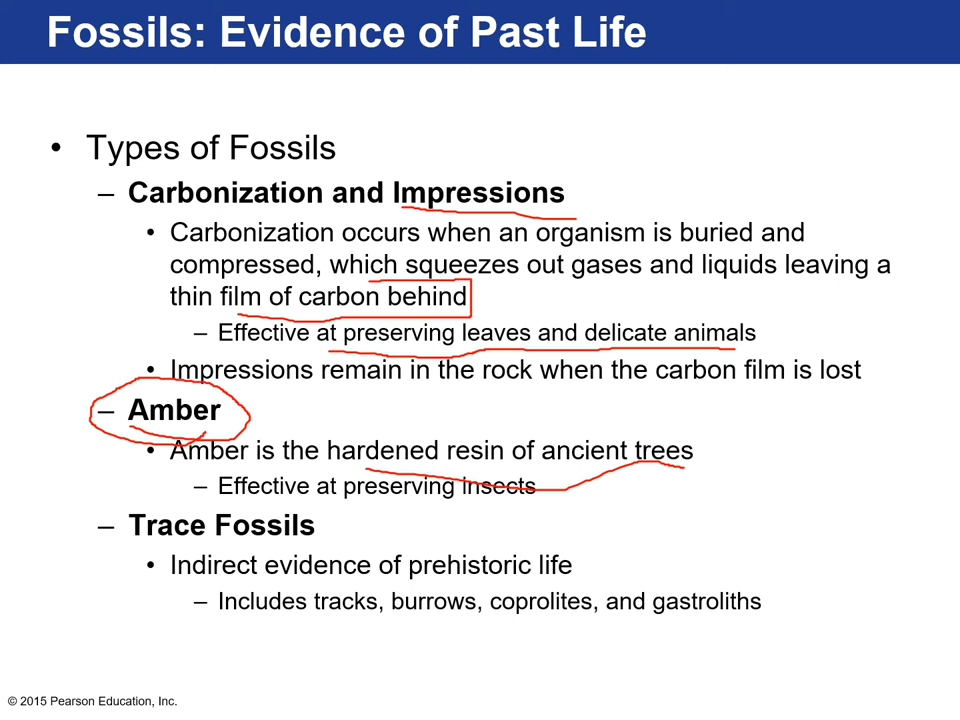 Fossils: Evidence of Past Life
• Types of Fossils
– Carbonization and Impressions
• Carbonization occurs when an organism is buried and
compressed, which squeezes out gases and liquids leaving a
thin film of carbon behind
– Effective at preserving leaves and delicate animals
• Impressions remain in the rock when the carbon film is lost
– Amber
• Amber is the hardened resin of ancient trees
– Effective at preserving insects
– Trace Fossils
• Indirect evidence of prehistoric life
– Includes tracks, burrows, coprolites, and gastroliths
© 2015 Pearson Education, Inc.